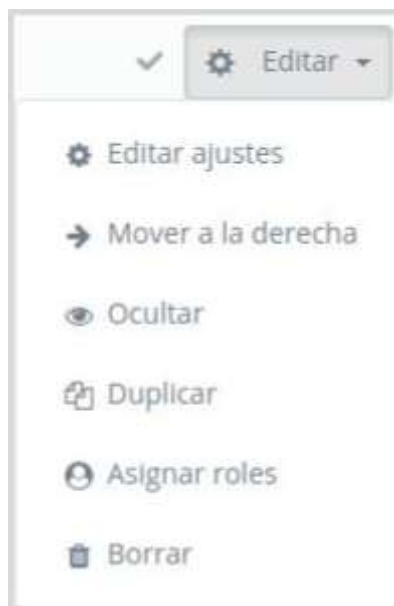 Editar
Editar ajustes
Mover a la derecha
Ocultar
Duplicar
Asignar roles
Borrar